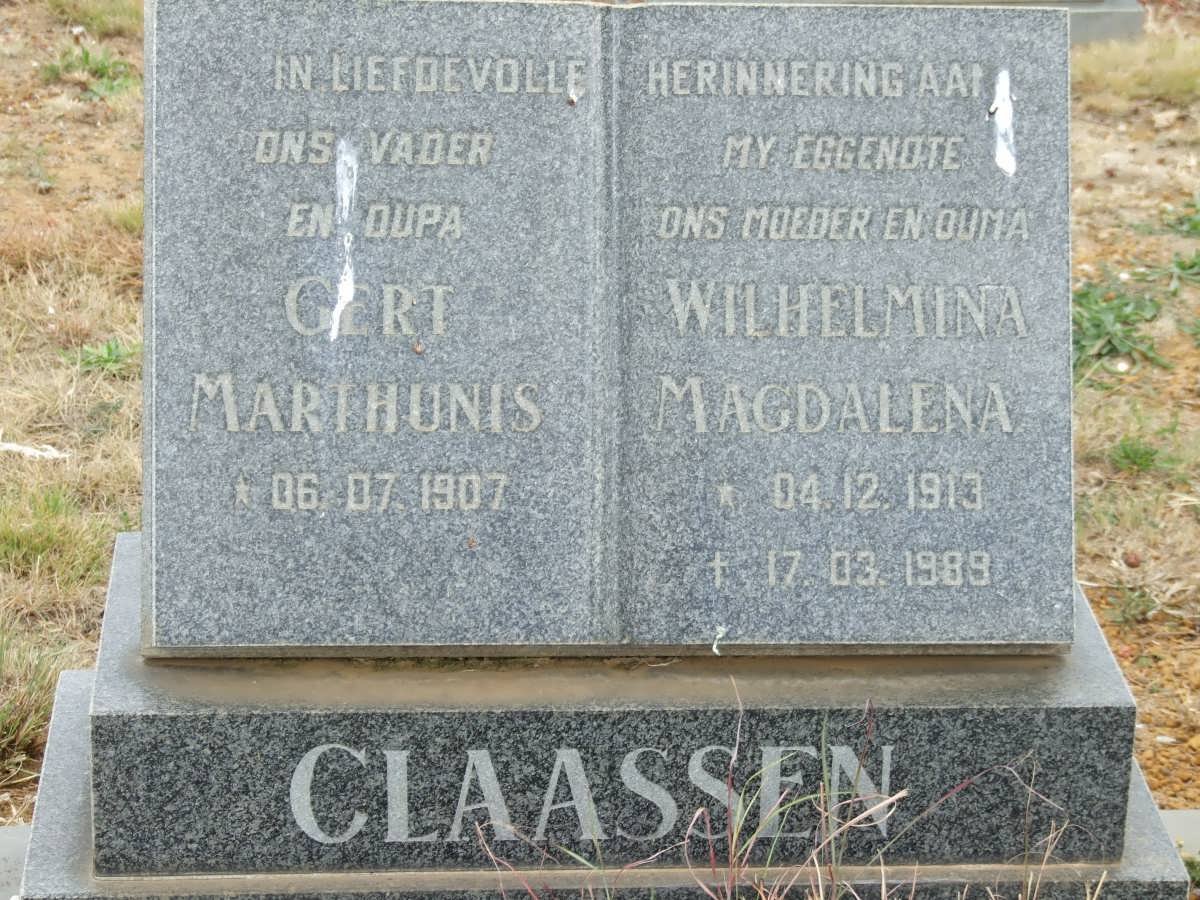 IN LIEFDEVOLLE HERINNERING AAN
ONS VADER
EN OUPA
GERT
MARTHUNIS
* 06. 07. 1907
MY EGGENOTE
ONS MOEDER EN OUMA
WILHELMINA
MAGDALENA
* 04. 12. 1913
† 17. 03. 1989
CLAASSEN